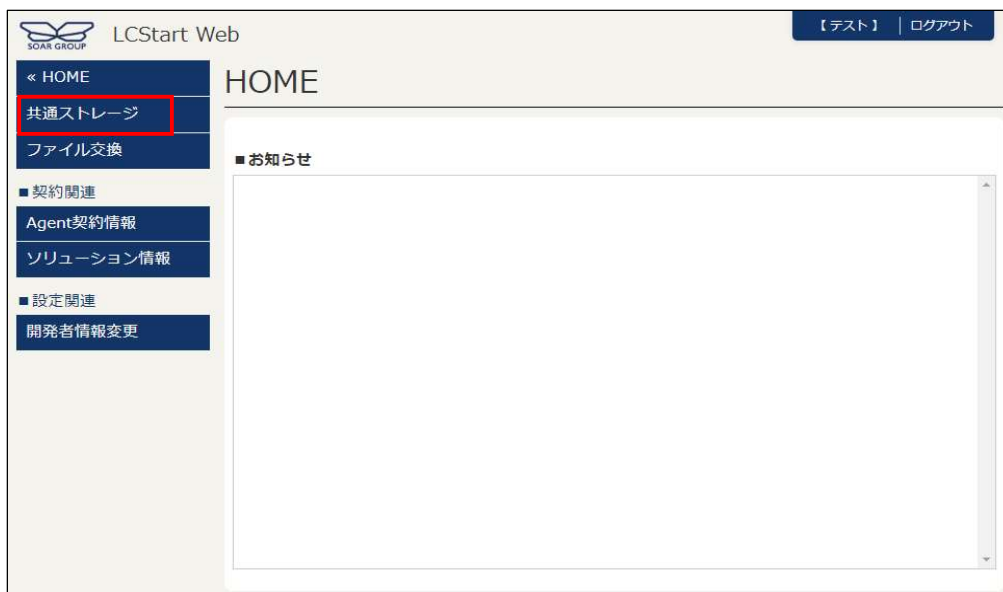 SOAR GROUP
LCStart Web
【テスト】 | ログアウト
« HOME
共通ストレージ
ファイル交換
■契約関連
Agent契約情報
ソリューション情報
■設定関連
開発者情報変更
HOME
■お知らせ